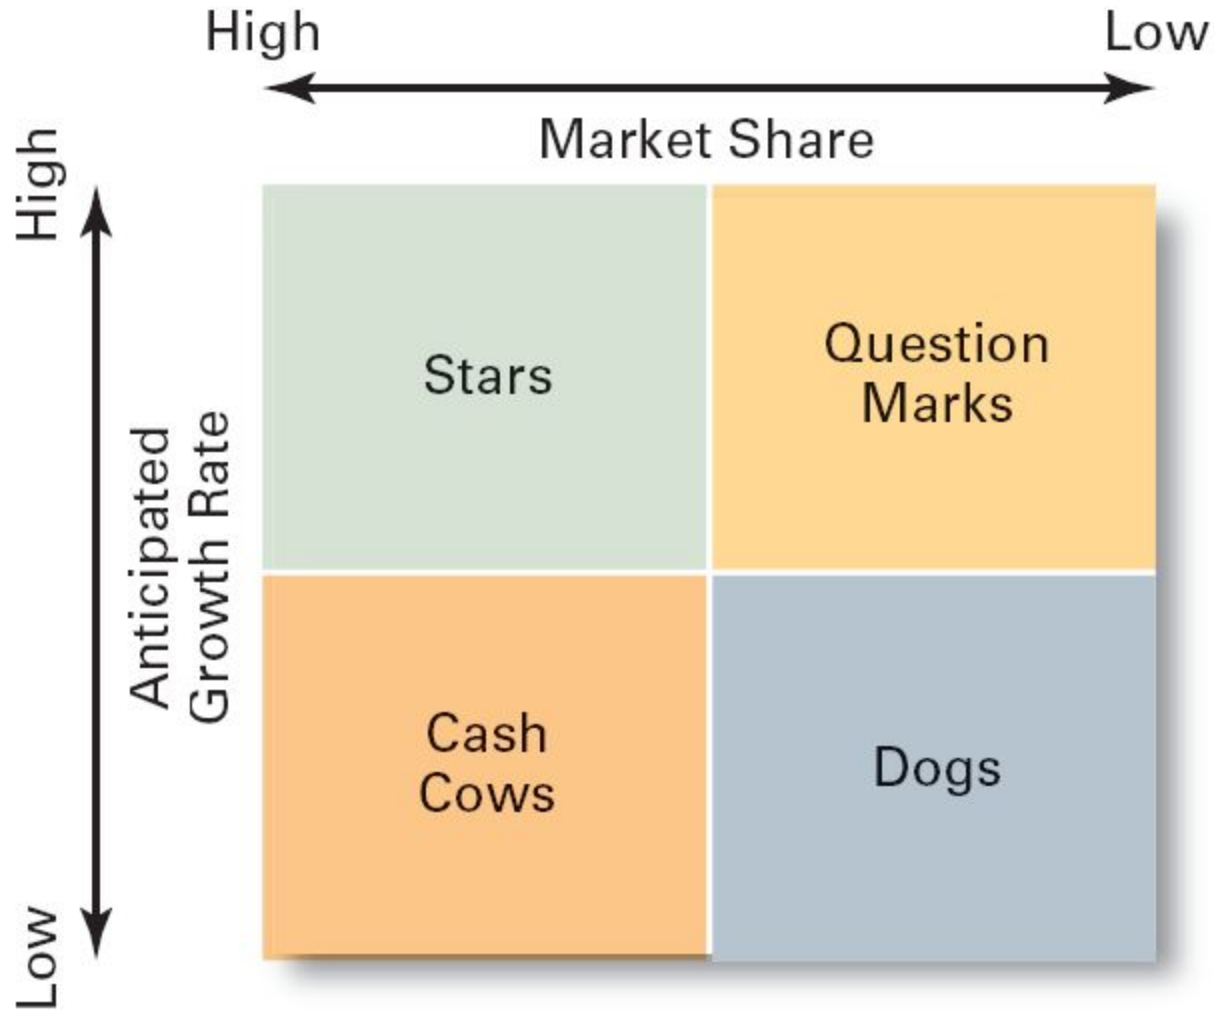 High
Low
Market Share
High
Anticipated
Growth Rate
Low
Stars
Question
Marks
Cash
Cows
Dogs